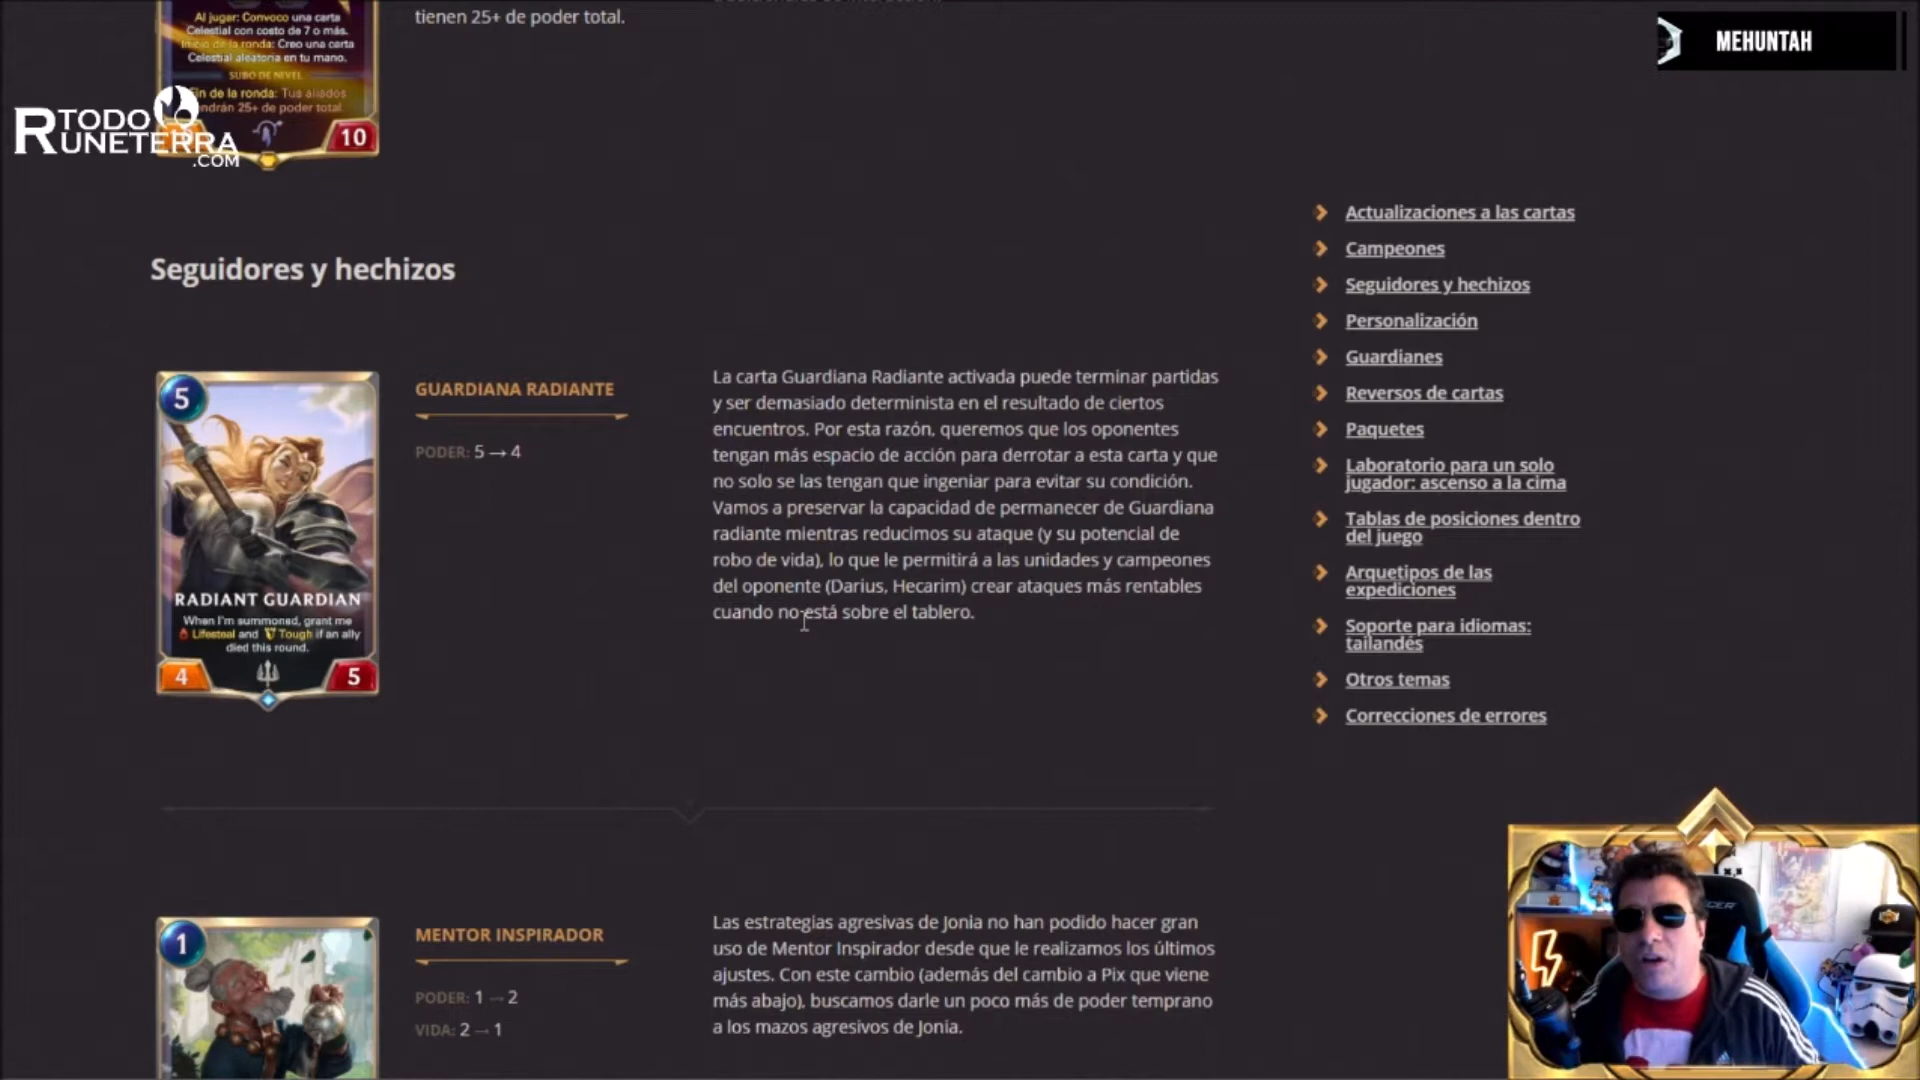 Al jugar: Convoco una carta
Celestial con costo de 7 o más.
Inicio de la ronda: Creo una carta
Celestial aleatoria en tu mano.
SUBO DE NIVEL
Fin de la ronda: Tus aliados
tendrán 25+ de poder total.
10
tienen 25+ de poder total.
MEHUNTAH
TODO
RUNETERRA
.COM
Seguidores y hechizos
5
RADIANT GUARDIAN
When I'm summoned, grant me
Lifesteal and Tough if an ally
died this round.
4
5
GUARDIANA RADIANTE
PODER: 5 → 4
La carta Guardiana Radiante activada puede terminar partidas
y ser demasiado determinista en el resultado de ciertos
encuentros. Por esta razón, queremos que los oponentes
tengan más espacio de acción para derrotar a esta carta y que
no solo se las tengan que ingeniar para evitar su condición.
Vamos a preservar la capacidad de permanecer de Guardiana
radiante mientras reducimos su ataque (y su potencial de
robo de vida), lo que le permitirá a las unidades y campeones
del oponente (Darius, Hecarim) crear ataques más rentables
cuando no está sobre el tablero.
1
MENTOR INSPIRADOR
PODER: 1 → 2
VIDA: 2 → 1
Las estrategias agresivas de Jonia no han podido hacer gran
uso de Mentor Inspirador desde que le realizamos los últimos
ajustes. Con este cambio (además del cambio a Pix que viene
más abajo), buscamos darle un poco más de poder temprano
a los mazos agresivos de Jonia.
Actualizaciones a las cartas
Campeones
Seguidores y hechizos
Personalización
Guardianes
Reversos de cartas
Paquetes
Laboratorio para un solo
jugador: ascenso a la cima
Tablas de posiciones dentro
del juego
Arquetipos de las
expediciones
Soporte para idiomas:
tailandés
Otros temas
Correcciones de errores